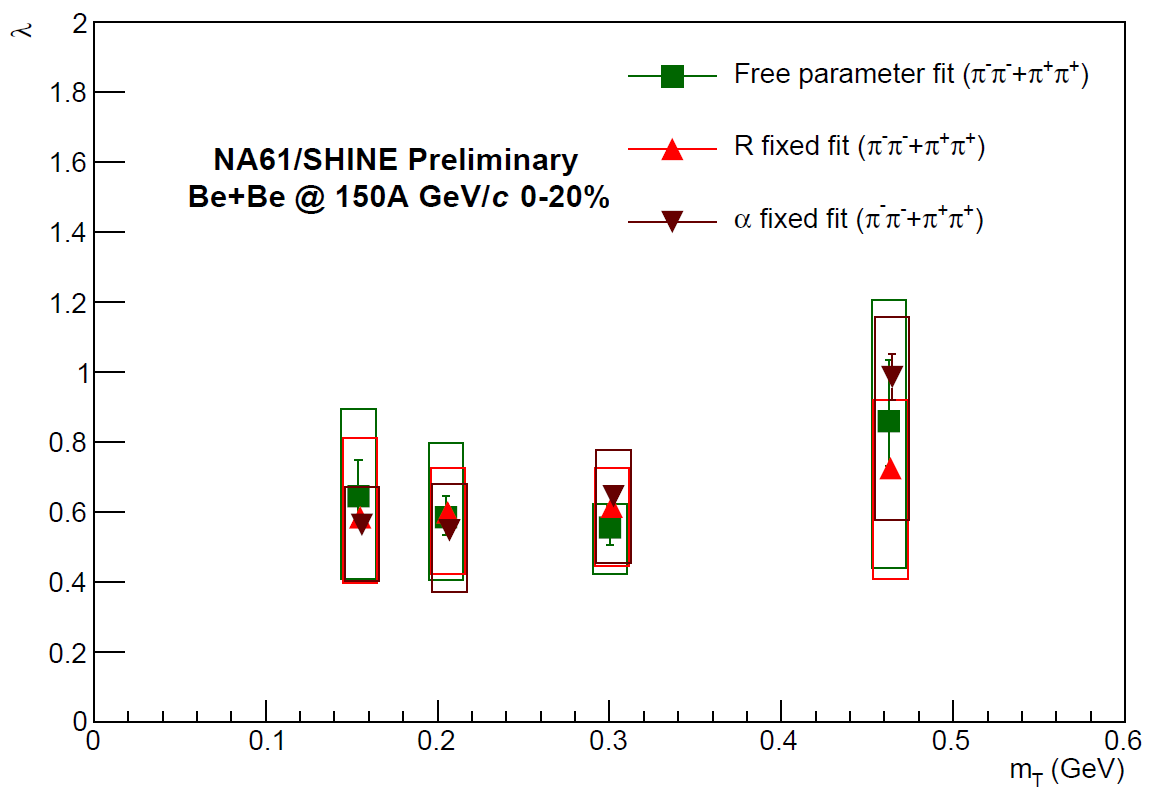 λ
2
1.8
1.6
1.4
1.2
1
0.8
0.6
0.4
0.2
0
NA61/SHINE Preliminary
Be+Be @ 150A GeV/c 0-20%
Free parameter fit (π⁻π⁻+π⁺π⁺)
R fixed fit (π⁻π⁻+π⁺π⁺)
α fixed fit (π⁻π⁻+π⁺π⁺)
0 0.1 0.2 0.3 0.4 0.5 0.6
m_T (GeV)